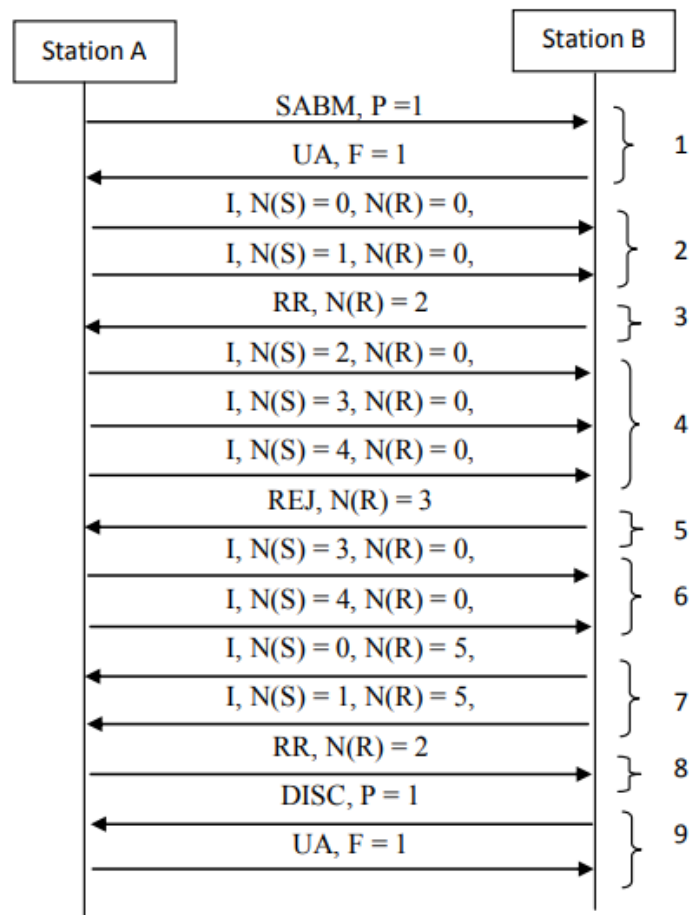 Station A
Station B
SABM, P =1
UA, F = 1
1
I, N(S) = 0, N(R) = 0,
I, N(S) = 1, N(R) = 0,
2
RR, N(R) = 2
3
I, N(S) = 2, N(R) = 0,
I, N(S) = 3, N(R) = 0,
I, N(S) = 4, N(R) = 0,
4
REJ, N(R) = 3
5
I, N(S) = 3, N(R) = 0,
I, N(S) = 4, N(R) = 0,
6
I, N(S) = 0, N(R) = 5,
I, N(S) = 1, N(R) = 5,
7
RR, N(R) = 2
8
DISC, P = 1
UA, F = 1
9